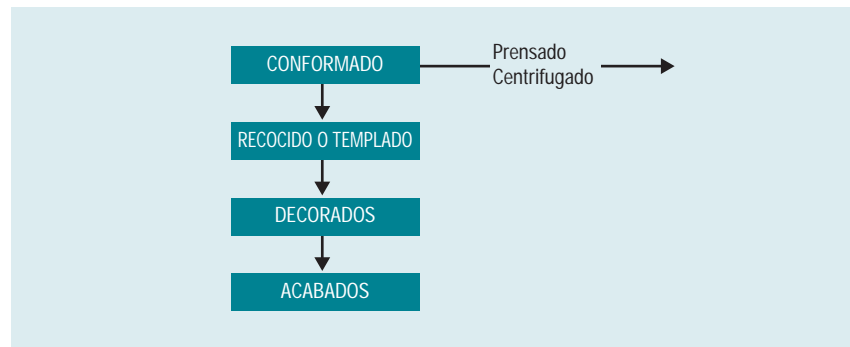 CONFORMADO
Prensado
Centrifugado
RECOCIDO O TEMPLADO
DECORADOS
ACABADOS